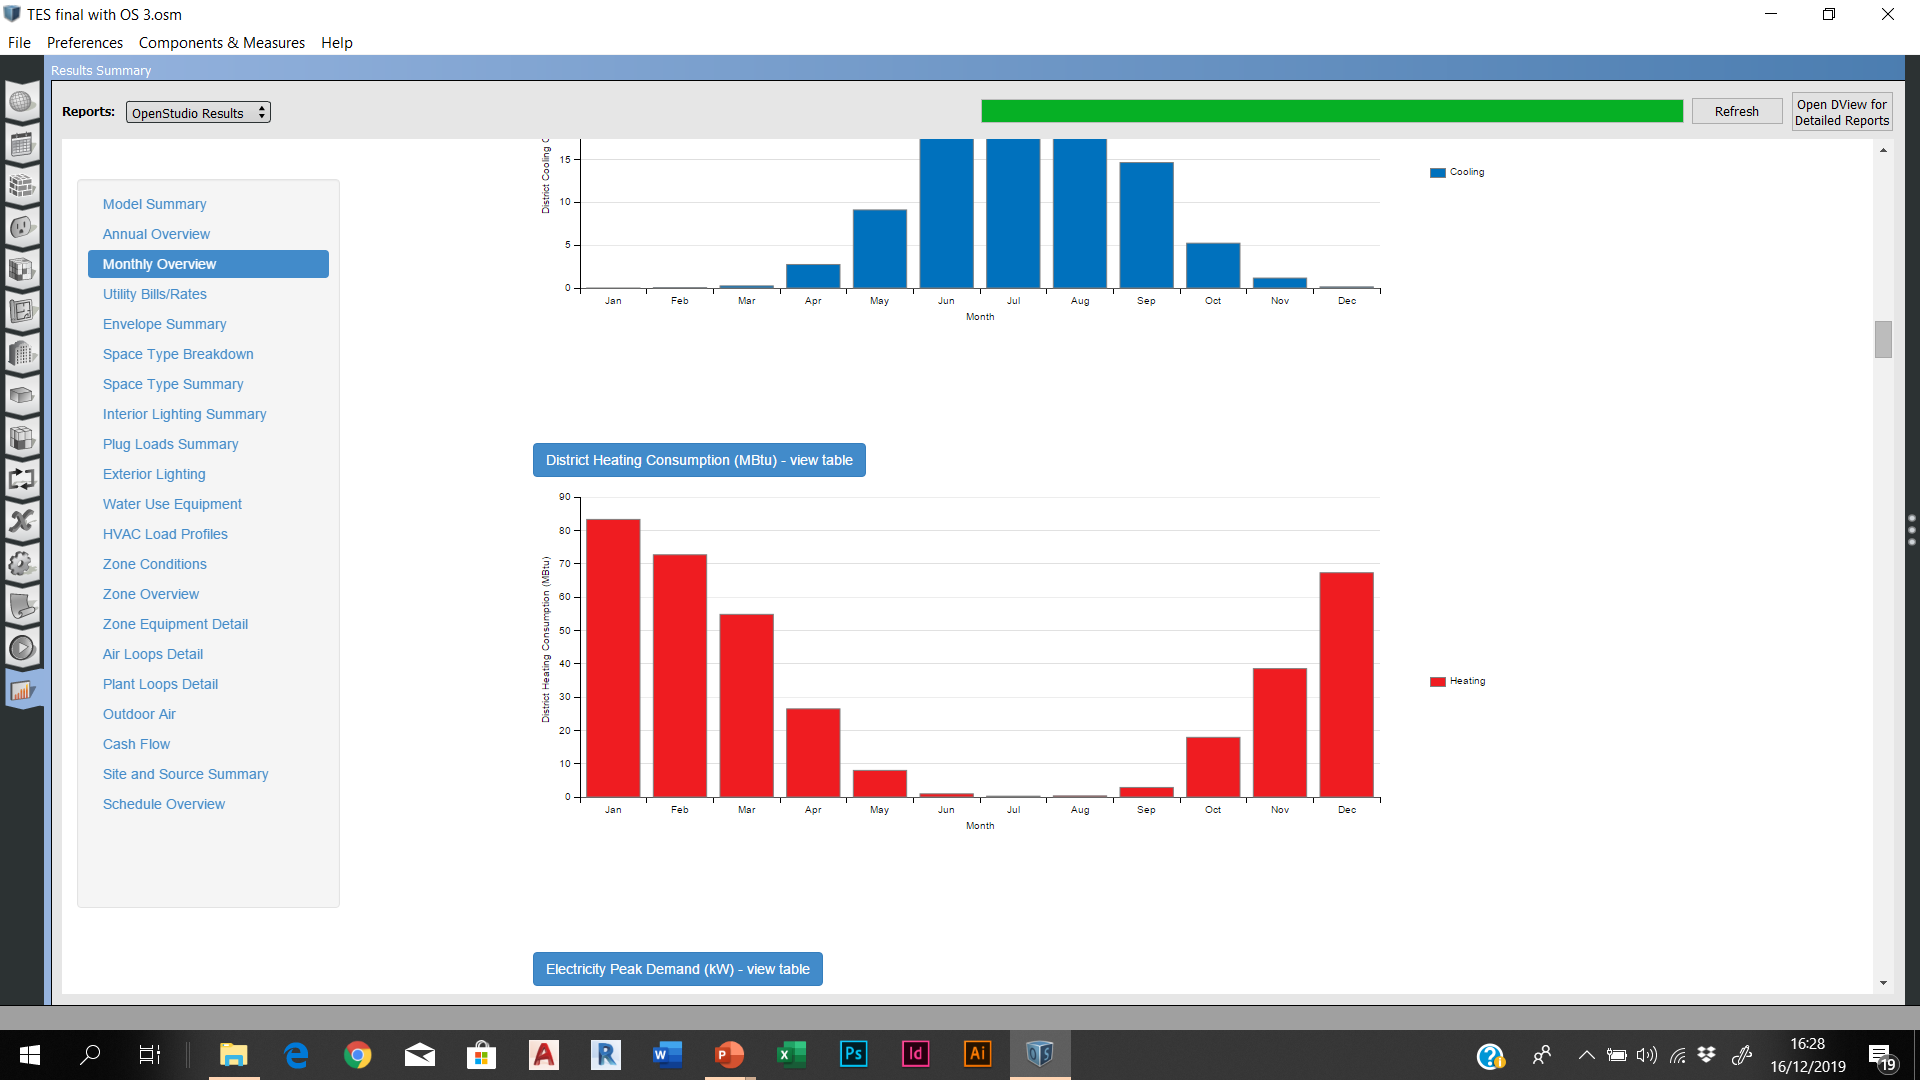 TES final with OS 3.osm
File Preferences Components & Measures Help
Results Summary
Reports: OpenStudio Results
Refresh
Open DView for
Detailed Reports
Model Summary
Annual Overview
Monthly Overview
Utility Bills/Rates
Envelope Summary
Space Type Breakdown
Space Type Summary
Interior Lighting Summary
Plug Loads Summary
Exterior Lighting
Water Use Equipment
HVAC Load Profiles
Zone Conditions
Zone Overview
Zone Equipment Detail
Air Loops Detail
Plant Loops Detail
Outdoor Air
Cash Flow
Site and Source Summary
Schedule Overview
District Cooling
15
10
5
0
Jan Feb Mar Apr May Jun Jul Aug Sep Oct Nov Dec
Month
Cooling
District Heating Consumption (MBtu) - view table
District Heating Consumption (MBtu)
90
80
70
60
50
40
30
20
10
0
Jan Feb Mar Apr May Jun Jul Aug Sep Oct Nov Dec
Month
Heating
Electricity Peak Demand (kW) - view table
A
R
W
P
X
Ps
Id
Ai
OS
16:28
16/12/2019
19